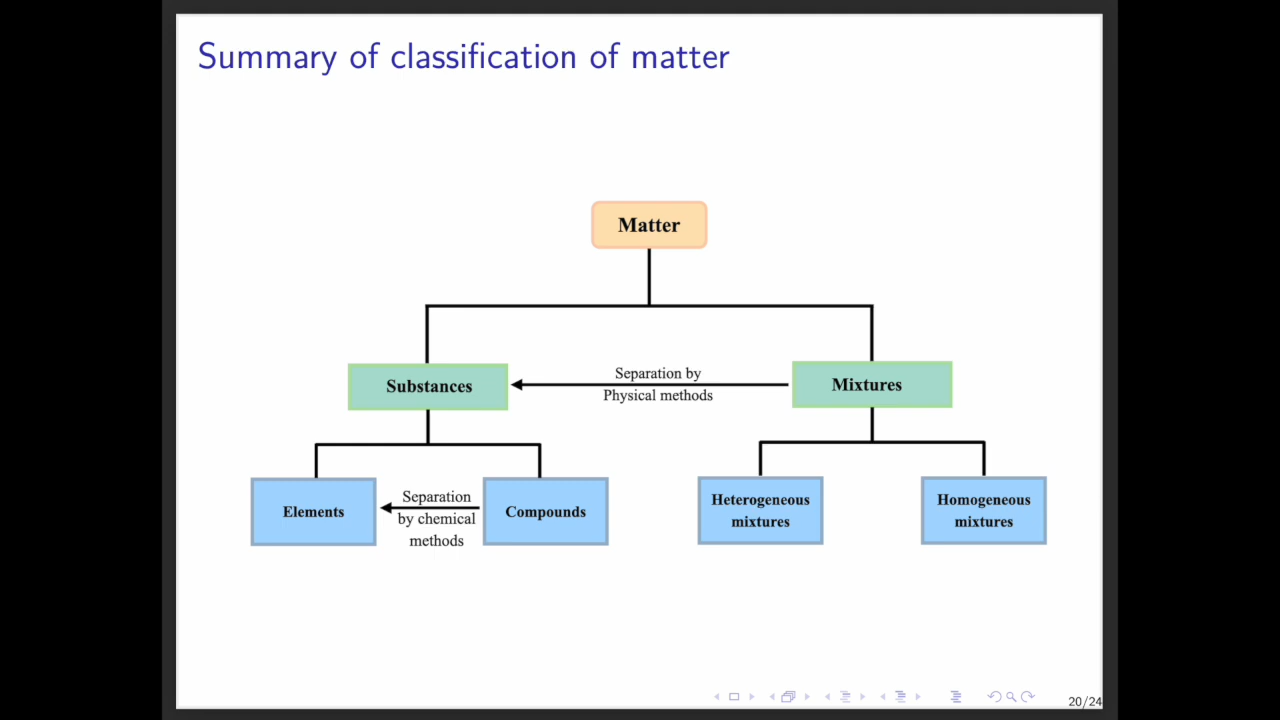 Summary of classification of matter
Matter
Substances
Separation by
Physical methods
Mixtures
Elements
Separation
by chemical
methods
Compounds
Heterogeneous
mixtures
Homogeneous
mixtures
20/24